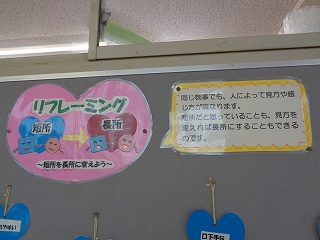 リフレーミング
短所
長所
～短所を長所に変えよう～
同じ物事でも、人によって見方や感
じ方が異なります。
短所だと思っていることも、見方を
変えれば長所にすることもできる
のです。
口下手な